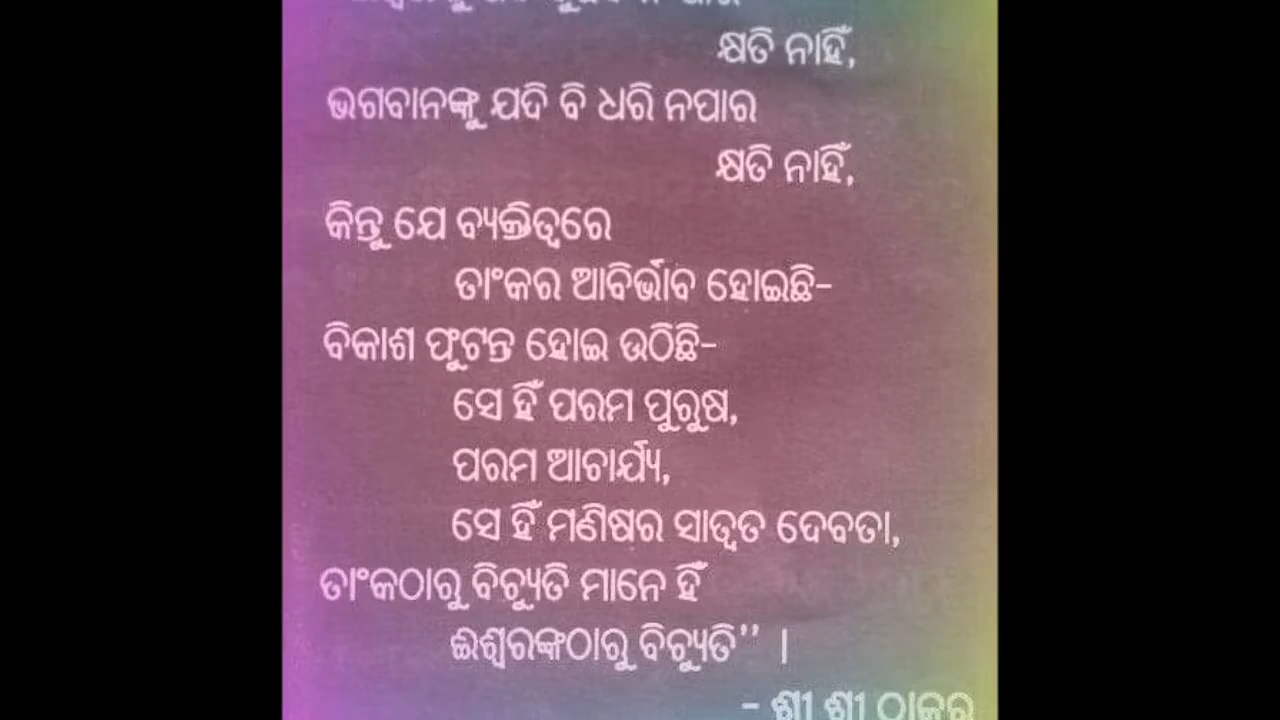 କ୍ଷତି ନାହିଁ,
ଭଗବାନଙ୍କୁ ଯଦି ବି ଧରି ନପାର
କ୍ଷତି ନାହିଁ,
କିନ୍ତୁ ଯେ ବ୍ୟକ୍ତିତ୍ୱରେ
ତାଂକର ଆବିର୍ଭାବ ହୋଇଛି-
ବିକାଶ ଫୁଟନ୍ତ ହୋଇ ଉଠିଛି-
ସେ ହିଁ ପରମ ପୁରୁଷ,
ପରମ ଆଚାର୍ଯ୍ୟ,
ସେ ହିଁ ମଣିଷର ସାତ୍ୱତ ଦେବତା,
ତାଂକଠାରୁ ବିଚ୍ୟୁତି ମାନେ ହିଁ
ଈଶ୍ୱରଙ୍କଠାରୁ ବିଚ୍ୟୁତି’’ ।
- ଶ୍ରୀ ଶ୍ରୀ ଠାକୁର